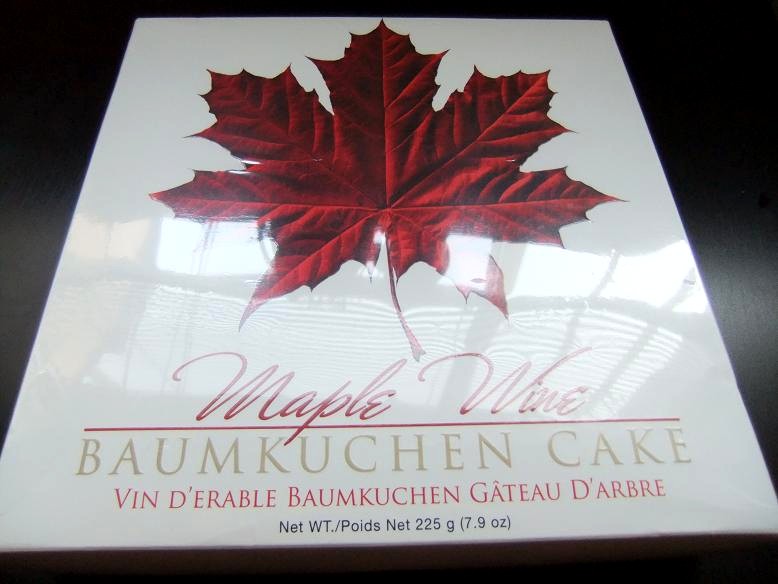 Maple Wine
BAUMKUCHEN CAKE
VIN D'ERABLE BAUMKUCHEN GÂTEAU D'ARBRE
Net WT./Poids Net 225 g (7.9 oz)